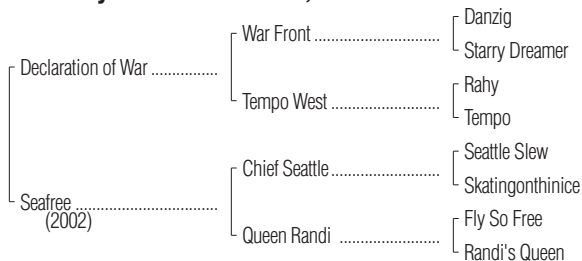 Danzig
War Front ..............................
Starry Dreamer
Declaration of War ................
Rahy
Tempo West ..........................
Tempo
Seattle Slew
Chief Seattle..........................
Skatingonthinice
Seafree ..................................
(2002)
Fly So Free
Queen Randi ........................
Randi's Queen